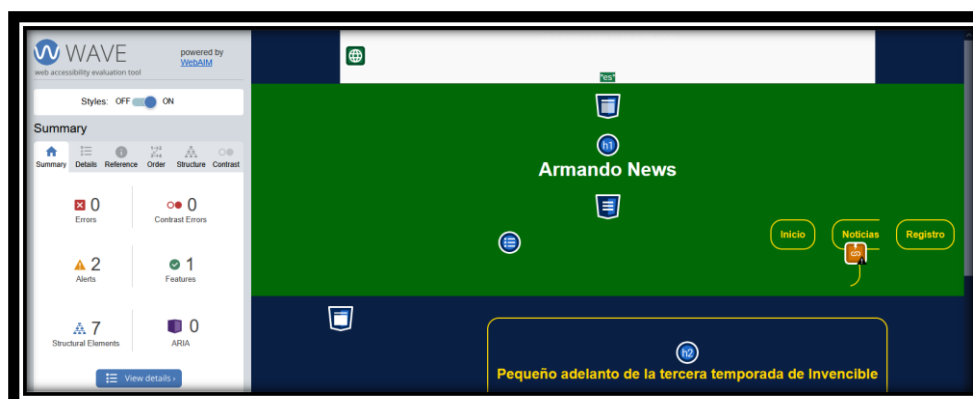 WAVE
powered by
WebAIM
web accessibility evaluation tool
Styles: OFF ON
Summary
Summary Details Reference Order Structure Contrast
0
Errors
0
Contrast Errors
2
Alerts
1
Features
7
Structural Elements
0
ARIA
View details ›
"es"
h1
Armando News
Inicio Noticias Registro
h2
Pequeño adelanto de la tercera temporada de Invencible